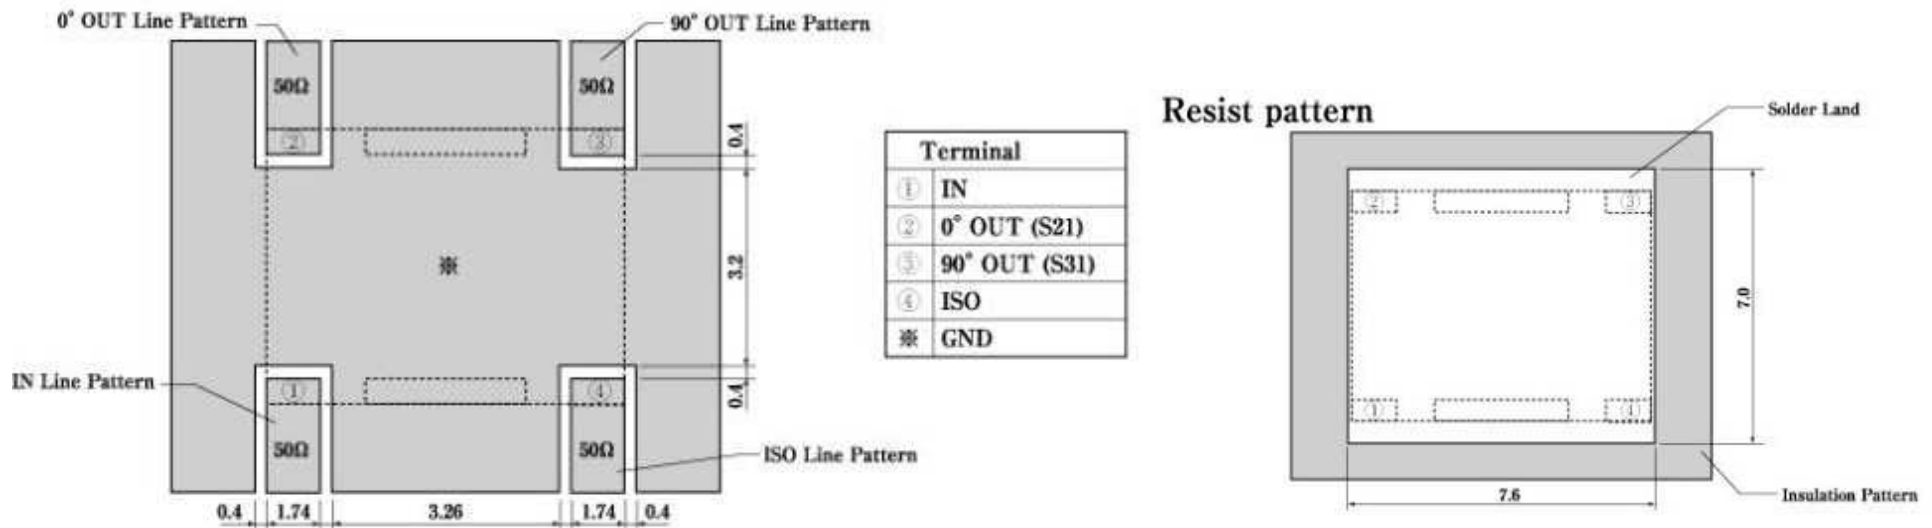 0° OUT Line Pattern
90° OUT Line Pattern
50Ω
50Ω
②
③
0.4
※
3.2
IN Line Pattern
①
④
0.4
50Ω
50Ω
ISO Line Pattern
0.4
1.74
3.26
1.74
0.4
Terminal
① IN
② 0° OUT (S21)
③ 90° OUT (S31)
④ ISO
※ GND
Resist pattern
Solder Land
②
③
7.0
①
④
7.6
Insulation Pattern